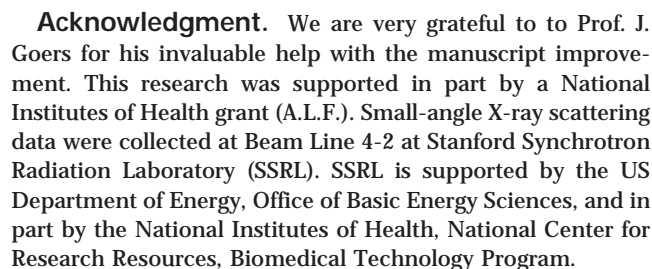 Acknowledgment. We are very grateful to to Prof. J.
Goers for his invaluable help with the manuscript improve-
ment. This research was supported in part by a National
Institutes of Health grant (A.L.F.). Small-angle X-ray scattering
data were collected at Beam Line 4-2 at Stanford Synchrotron
Radiation Laboratory (SSRL). SSRL is supported by the US
Department of Energy, Office of Basic Energy Sciences, and in
part by the National Institutes of Health, National Center for
Research Resources, Biomedical Technology Program.